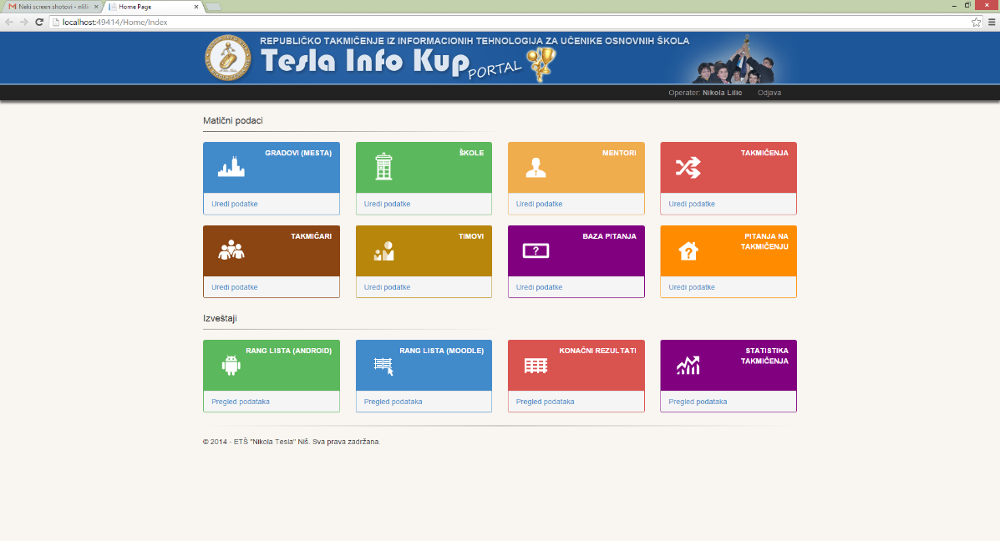 Neki screen shotovi - nlilic
Home Page
localhost:49414/Home/Index
REPUBLIČKO TAKMIČENJE IZ INFORMACIONIH TEHNOLOGIJA ZA UČENIKE OSNOVNIH ŠKOLA
Tesla Info Kup
PORTAL
Operater: Nikola Lilic Odjava
Matični podaci
GRADOVI (MESTA)
ŠKOLE
MENTORI
TAKMIČENJA
Uredi podatke
Uredi podatke
Uredi podatke
Uredi podatke
TAKMIČARI
TIMOVI
BAZA PITANJA
PITANJA NA
TAKMIČENJU
Uredi podatke
Uredi podatke
Uredi podatke
Uredi podatke
Izveštaji
RANG LISTA (ANDROID)
RANG LISTA (MOODLE)
KONAČNI REZULTATI
STATISTIKA
TAKMIČENJA
Pregled podataka
Pregled podataka
Pregled podataka
Pregled podataka
© 2014 - ETŠ "Nikola Tesla" Niš. Sva prava zadržana.